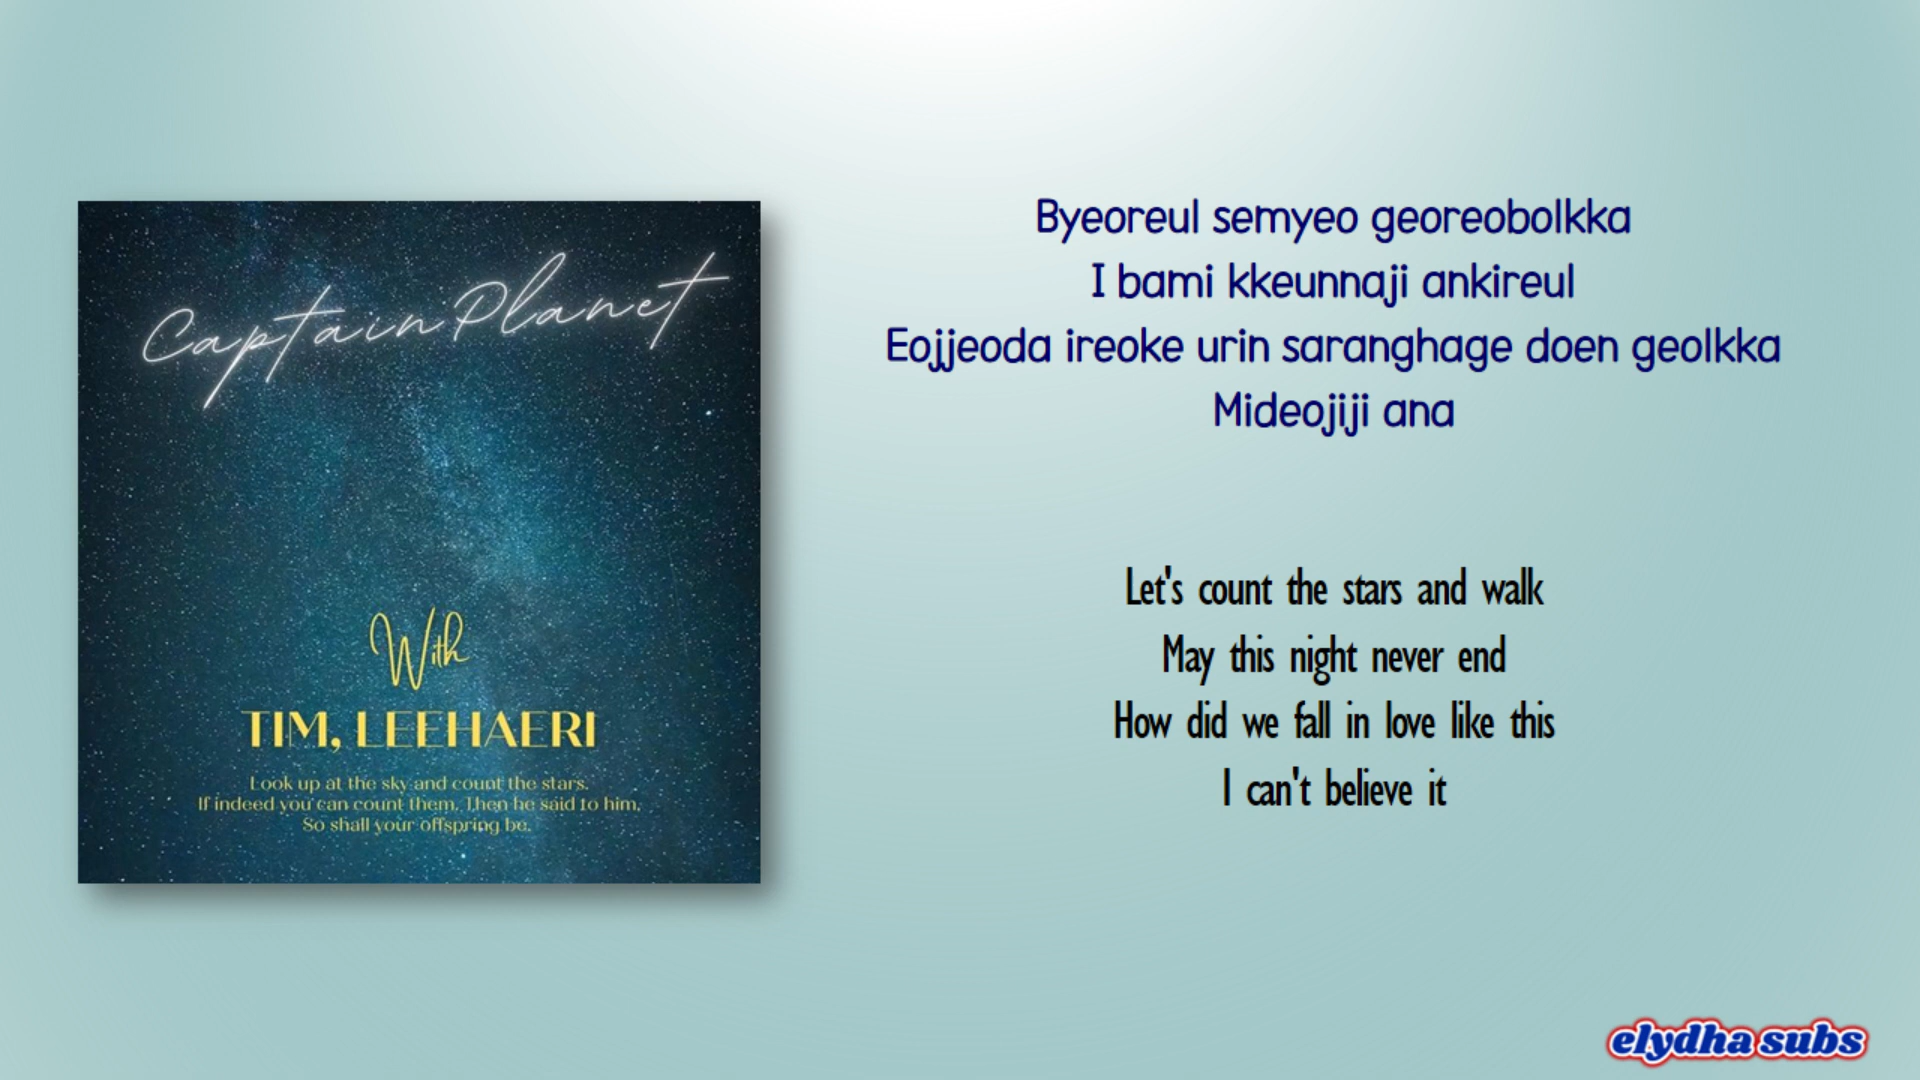 Captain Planet
With
TIM, LEEHAERI
Look up at the sky and count the stars.
If indeed you can count them. Then he said to him,
So shall your offspring be.
Byeoreul semyeo georeobolkka
I bami kkeunnaji ankireul
Eojjeoda ireoke urin saranghage doen geolkka
Mideojiji ana
Let's count the stars and walk
May this night never end
How did we fall in love like this
I can't believe it
elydha subs